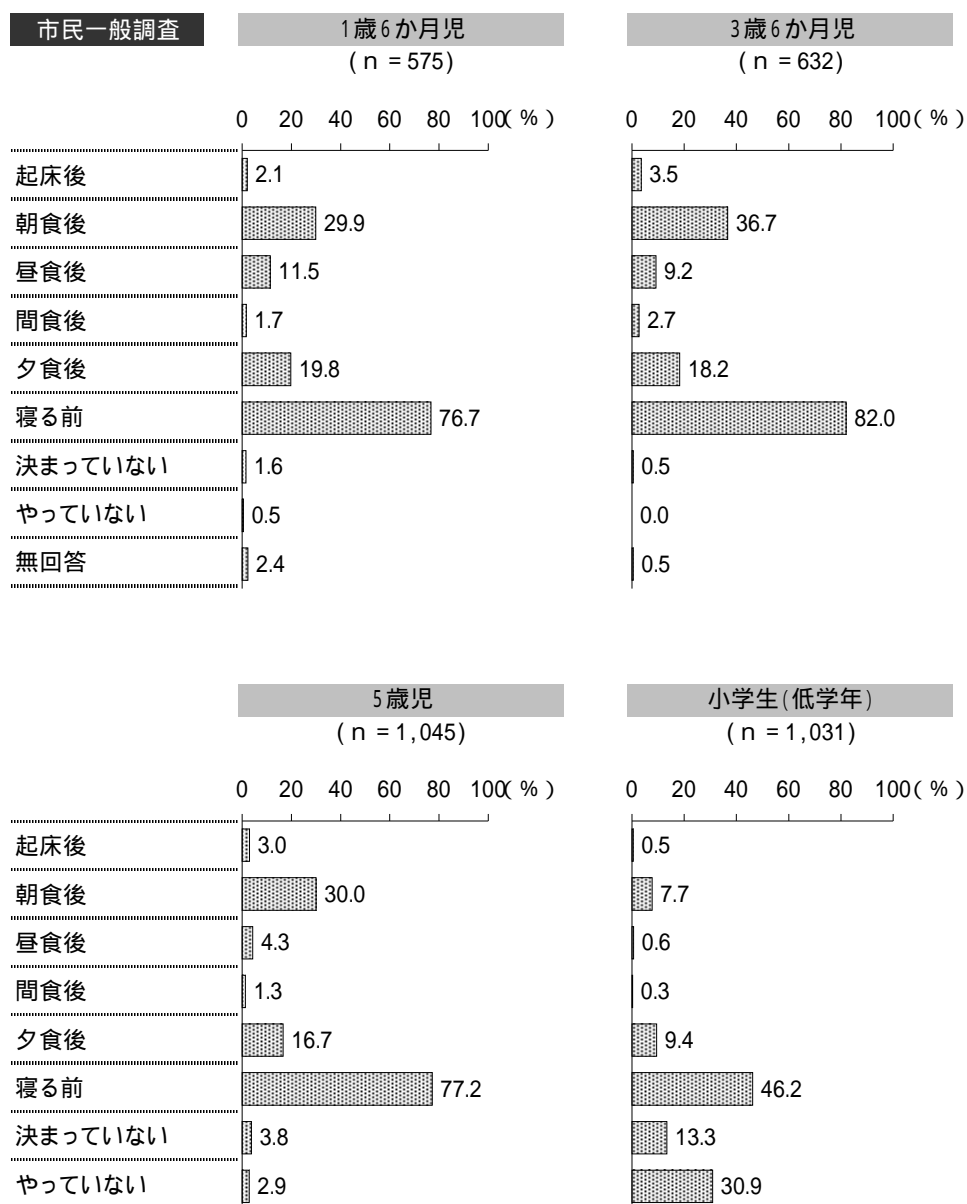 市民一般調査 1歳6か月児 3歳6か月児
(n=575) (n=632)
0 20 40 60 80 100(%) 0 20 40 60 80 100(%)
起床後 2.1 3.5
朝食後 29.9 36.7
昼食後 11.5 9.2
間食後 1.7 2.7
夕食後 19.8 18.2
寝る前 76.7 82.0
決まっていない 1.6 0.5
やっていない 0.5 0.0
無回答 2.4 0.5
5歳児 小学生(低学年)
(n=1,045) (n=1,031)
0 20 40 60 80 100(%) 0 20 40 60 80 100(%)
起床後 3.0 0.5
朝食後 30.0 7.7
昼食後 4.3 0.6
間食後 1.3 0.3
夕食後 16.7 9.4
寝る前 77.2 46.2
決まっていない 3.8 13.3
やっていない 2.9 30.9